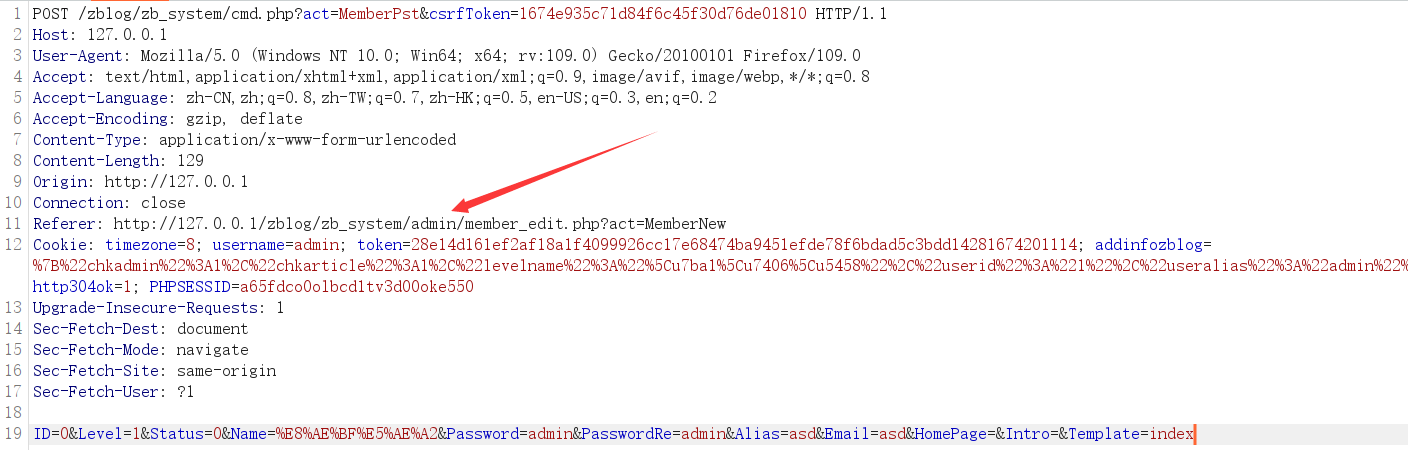 1 POST /zblog/zb_system/cmd.php?act=MemberPst&csrfToken=1674e935c71d84f6c45f30d76de01810 HTTP/1.1
2 Host: 127.0.0.1
3 User-Agent: Mozilla/5.0 (Windows NT 10.0; Win64; x64; rv:109.0) Gecko/20100101 Firefox/109.0
4 Accept: text/html,application/xhtml+xml,application/xml;q=0.9,image/avif,image/webp,*/*;q=0.8
5 Accept-Language: zh-CN,zh;q=0.8,zh-TW;q=0.7,zh-HK;q=0.5,en-US;q=0.3,en;q=0.2
6 Accept-Encoding: gzip, deflate
7 Content-Type: application/x-www-form-urlencoded
8 Content-Length: 129
9 Origin: http://127.0.0.1
10 Connection: close
11 Referer: http://127.0.0.1/zblog/zb_system/admin/member_edit.php?act=MemberNew
12 Cookie: timezone=8; username=admin; token=28e14d161ef2af18a1f4099926cc17e68474ba9451efde78f6bdad5c3bdd14281674201114; addinfozblog=
%7B%22chkadmin%22%3A1%2C%22chkarticle%22%3A1%2C%22levelname%22%3A%22%5Cu7ba1%5Cu7406%5Cu5458%22%2C%22userid%22%3A%221%22%2C%22useralias%22%3A%22admin%22%
http304ok=1; PHPSESSID=a65fdco0olbcd1tv3d00oke550
13 Upgrade-Insecure-Requests: 1
14 Sec-Fetch-Dest: document
15 Sec-Fetch-Mode: navigate
16 Sec-Fetch-Site: same-origin
17 Sec-Fetch-User: ?1
18
19 ID=0&Level=1&Status=0&Name=%E8%AE%BF%E5%AE%A2&Password=admin&PasswordRe=admin&Alias=asd&Email=asd&HomePage=&Intro=&Template=index